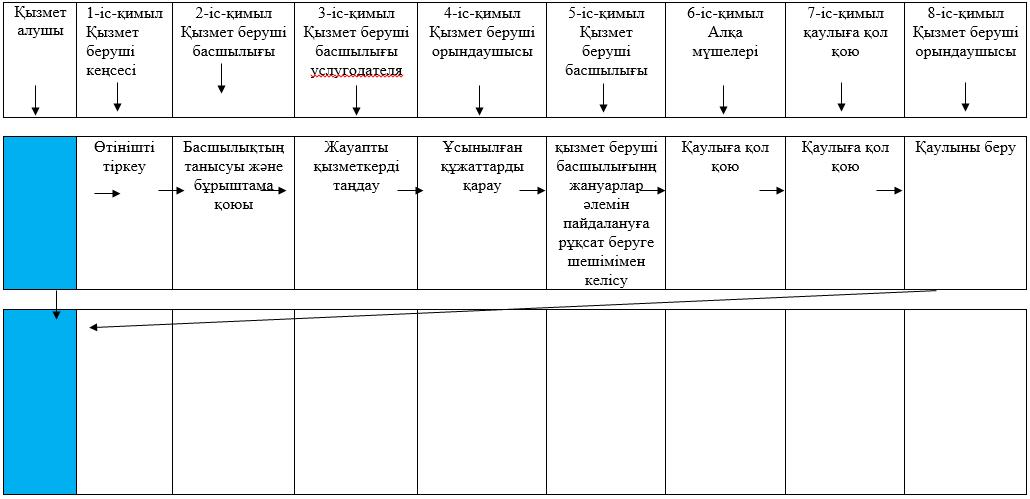 Қызмет
алушы
1-іс-қимыл
Қызмет
беруші
кеңсесі
2-іс-қимыл
Қызмет беруші
басшылығы
3-іс-қимыл
Қызмет беруші
басшылығы
услугодателя
4-іс-қимыл
Қызмет беруші
орындаушысы
5-іс-қимыл
Қызмет
беруші
басшылығы
6-іс-қимыл
Алқа
мүшелері
7-іс-қимыл
қаулыға қол
қою
8-іс-қимыл
Қызмет беруші
орындаушысы
Өтінішті
тіркеу
Басшылықтың
танысуы және
бұрыштама
қоюы
Жауапты
қызметкерді
таңдау
Ұсынылған
құжаттарды
қарау
қызмет беруші
басшылығынң
жануарлар
әлемін
пайдалануға
рұқсат беруге
шешімімен
келісу
Қаулыға қол
қою
Қаулыға қол
қою
Қаулыны беру